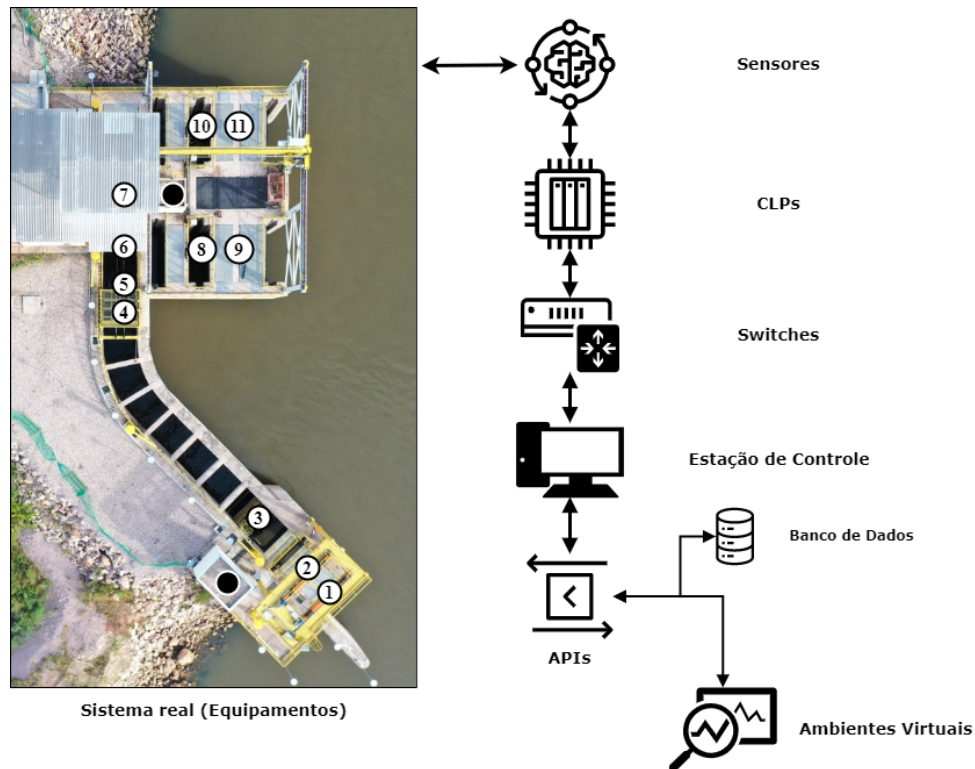 10
11
7
6
8
9
5
4
3
2
1
Sistema real (Equipamentos)
Sensores
CLPs
Switches
Estação de Controle
Banco de Dados
APIs
Ambientes Virtuais